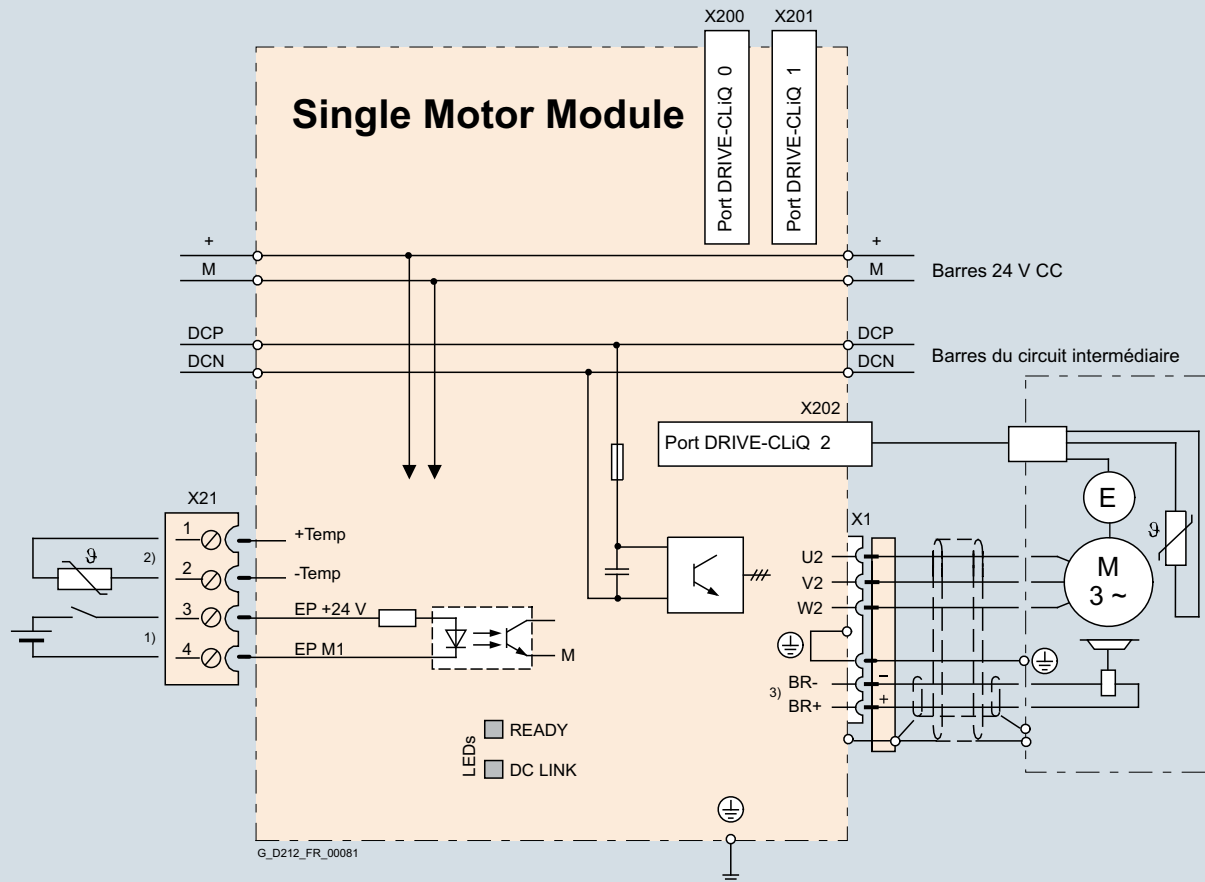 X200 X201
Port DRIVE-CLiQ 0
Port DRIVE-CLiQ 1
Single Motor Module
+ +
M M Barres 24 V CC
DCP DCP
DCN DCN Barres du circuit intermédiaire
X202
Port DRIVE-CLiQ 2
X21
1 +Temp
ϑ 2)
2 -Temp
3 EP +24 V
1)
4 EP M1
M
X1
U2
V2
W2
3) BR- −
BR+ +
E
ϑ
M
3 ~
LEDs
READY
DC LINK
G_D212_FR_00081